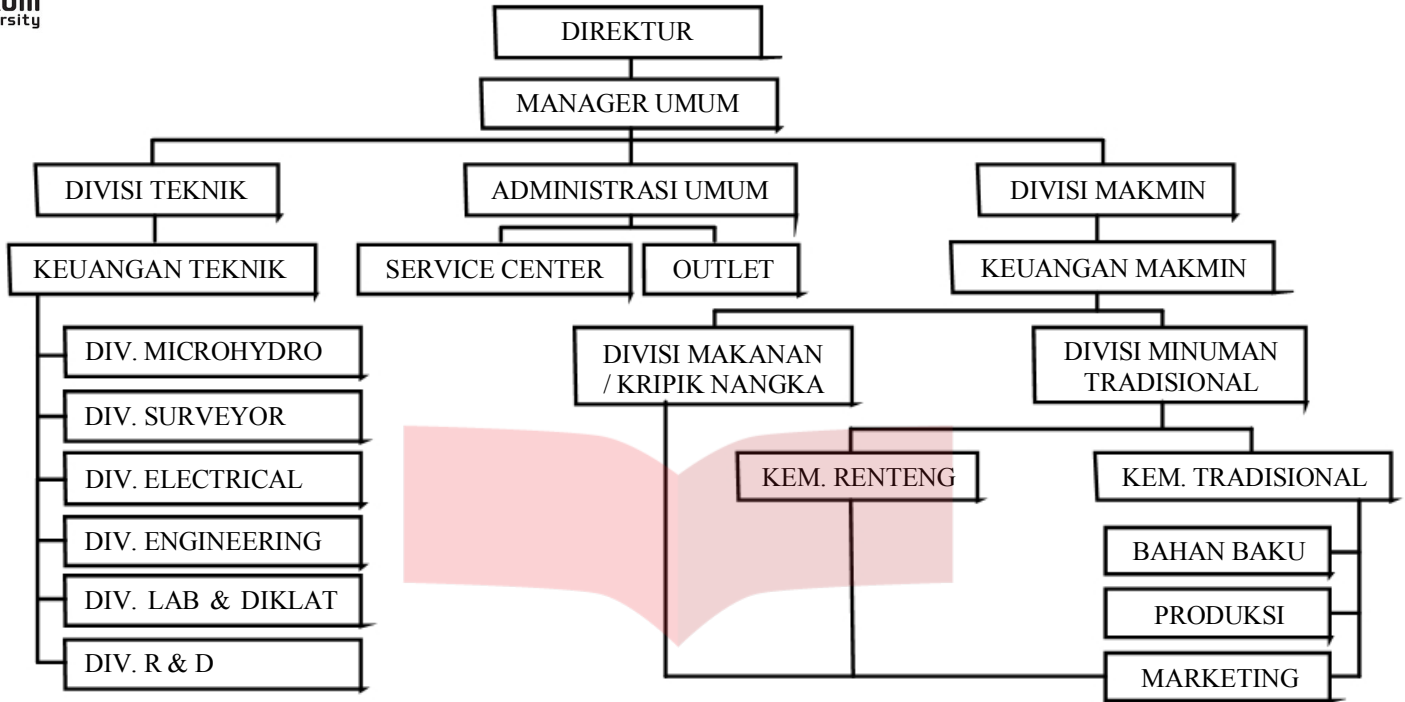 ersity
DIREKTUR
MANAGER UMUM
DIVISI TEKNIK
ADMINISTRASI UMUM
DIVISI MAKMIN
KEUANGAN TEKNIK
SERVICE CENTER
OUTLET
KEUANGAN MAKMIN
DIV. MICROHYDRO
DIV. SURVEYOR
DIV. ELECTRICAL
DIV. ENGINEERING
DIV. LAB & DIKLAT
DIV. R & D
DIVISI MAKANAN
/ KRIPIK NANGKA
DIVISI MINUMAN
TRADISIONAL
KEM. RENTENG
KEM. TRADISIONAL
BAHAN BAKU
PRODUKSI
MARKETING